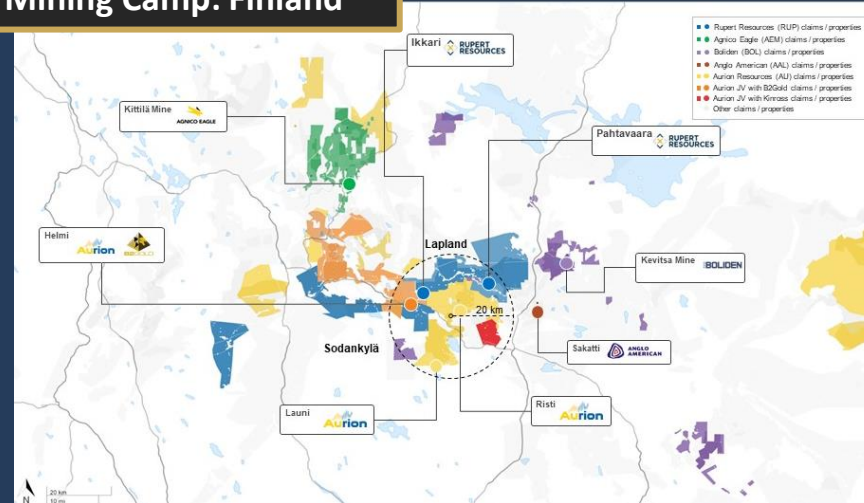 Mining Camp: Finland
Ikkari RUPERT RESOURCES
Rupert Resources (RUP) claims / properties
Agnico Eagle (AEM) claims / properties
Boliden (BOL) claims / properties
Anglo American (AAL) claims / properties
Aurion Resources (AU) claims / properties
Aurion JV with B2Gold claims / properties
Aurion JV with Kinross claims / properties
Other claims / properties
Kittilä Mine
AGNICO EAGLE
Pahtavaara RUPERT RESOURCES
Helmi
Aurion B2GOLD
Lapland
Kevitsa Mine BOLIDEN
20 km
Sodankylä
Sakatti ANGLO AMERICAN
Launi
Aurion
Risti
Aurion
N
20 km
10 mi